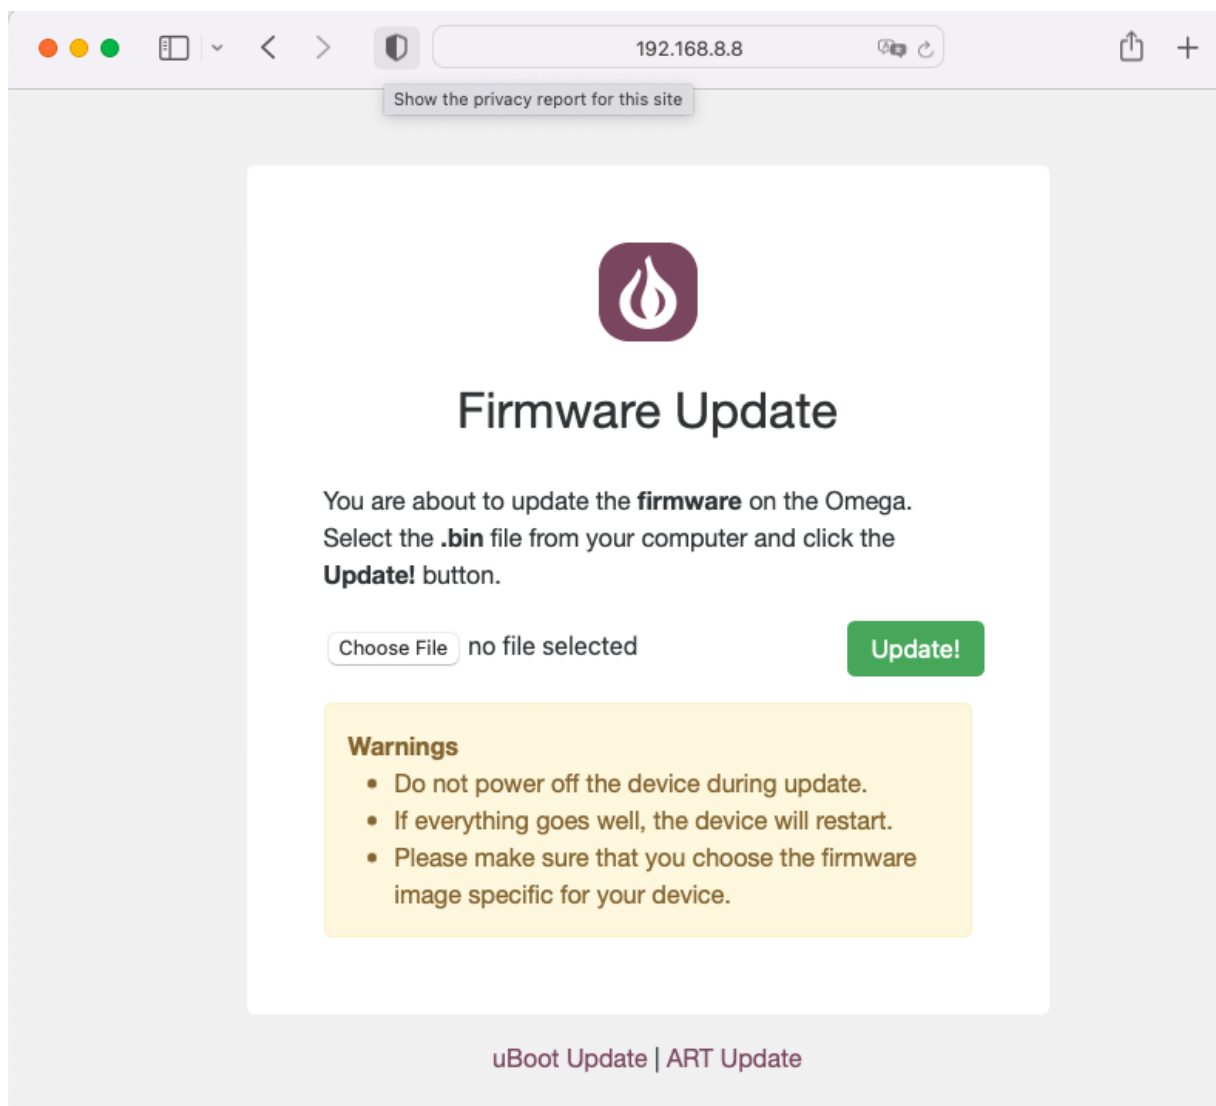 192.168.8.8
Show the privacy report for this site
Firmware Update
You are about to update the firmware on the Omega.
Select the .bin file from your computer and click the
Update! button.
Choose File no file selected Update!
Warnings
• Do not power off the device during update.
• If everything goes well, the device will restart.
• Please make sure that you choose the firmware
image specific for your device.
uBoot Update | ART Update